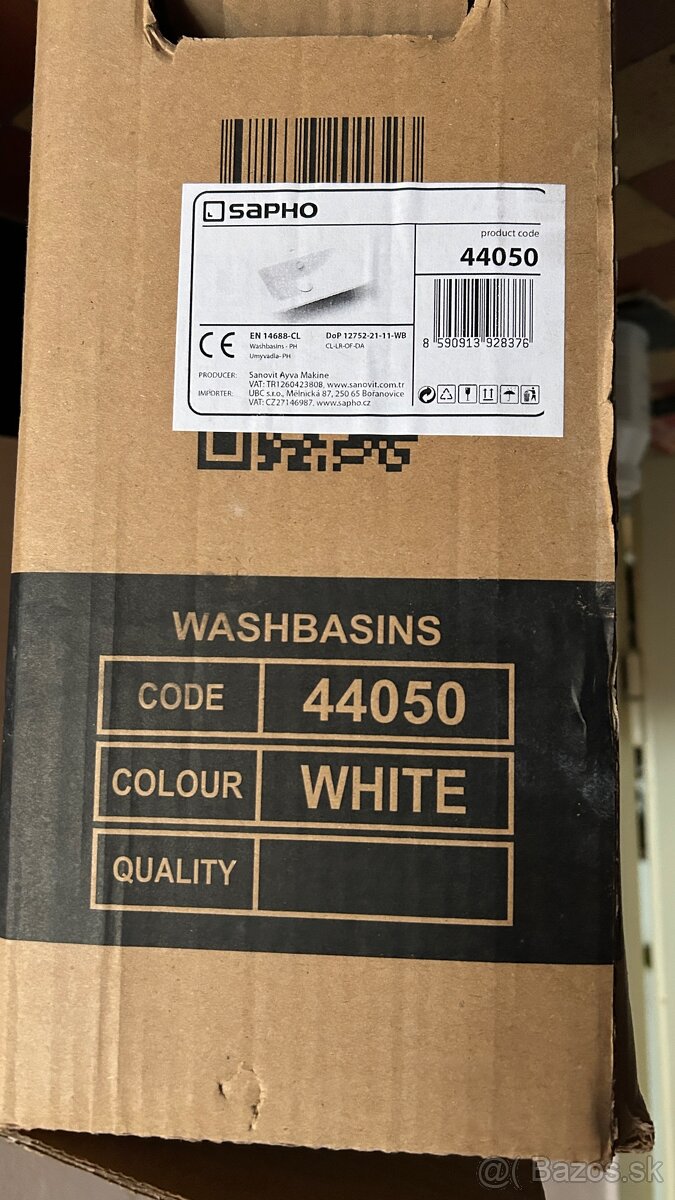 SAPHO
product code
44050
8 590913 928376
CE
EN 14688-CL
DoP 12752-21-11-WB
Washbasins - PH
CL-LR-OF-DA
Umyvadla- PH
PRODUCER: Sanovit Ayva Makine
VAT: TR1260423808, www.sanovit.com.tr
IMPORTER: UBC s.r.o., Mělnická 87, 250 65 Bořanovice
VAT: CZ27146987, www.sapho.cz
WASHBASINS
CODE 44050
COLOUR WHITE
QUALITY
@ Bazos.sk